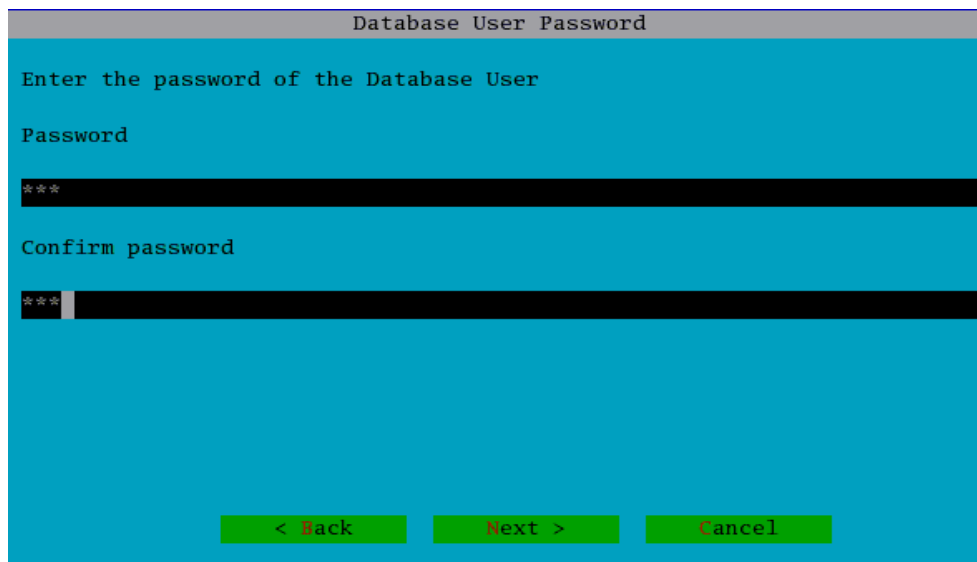 Database User Password
Enter the password of the Database User
Password
***
Confirm password
***
< Back Next > Cancel